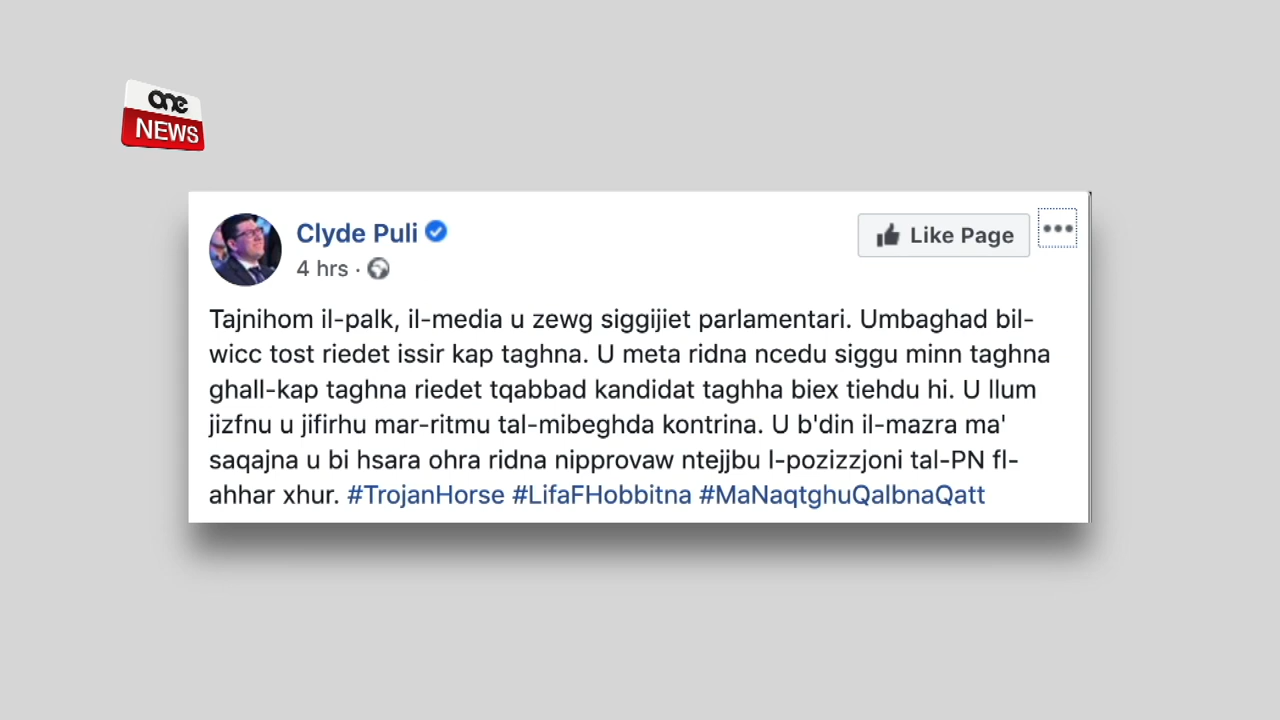 one
NEWS
Clyde Puli
Like Page
4 hrs ·
Tajnihom il-palk, il-media u zewg siggijiet parlamentari. Umbaghad bil-
wicc tost riedet issir kap taghna. U meta ridna ncedu siggu minn taghna
ghall-kap taghna riedet tqabbad kandidat taghha biex tiehdu hi. U llum
jizfnu u jifirhu mar-ritmu tal-mibeghda kontrina. U b'din il-mazra ma'
saqajna u bi hsara ohra ridna nipprovaw ntejjbu l-pozizzjoni tal-PN fl-
ahhar xhur. #TrojanHorse #LifaFHobbitna #MaNaqtghuQalbnaQatt